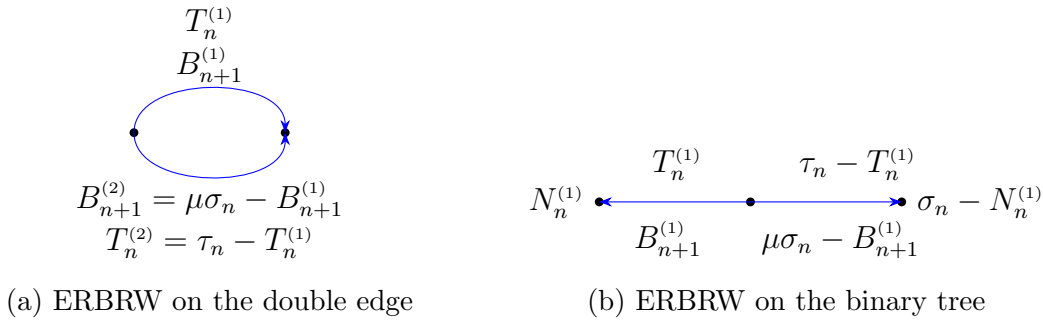 T_n^{(1)}
B_{n+1}^{(1)}
B_{n+1}^{(2)} = μσ_n − B_{n+1}^{(1)}
T_n^{(2)} = τ_n − T_n^{(1)}
(a) ERBRW on the double edge
T_n^{(1)} τ_n − T_n^{(1)}
N_n^{(1)} σ_n − N_n^{(1)}
B_{n+1}^{(1)} μσ_n − B_{n+1}^{(1)}
(b) ERBRW on the binary tree